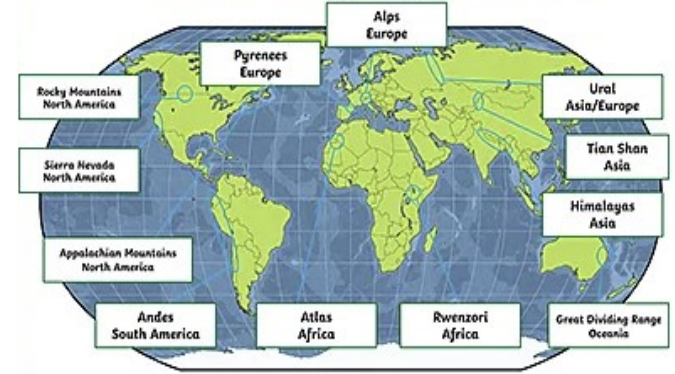 Alps
Europe
Pyrenees
Europe
Rocky Mountains
North America
Ural
Asia/Europe
Sierra Nevada
North America
Tian Shan
Asia
Himalayas
Asia
Appalachian Mountains
North America
Andes
South America
Atlas
Africa
Rwenzori
Africa
Great Dividing Range
Oceania